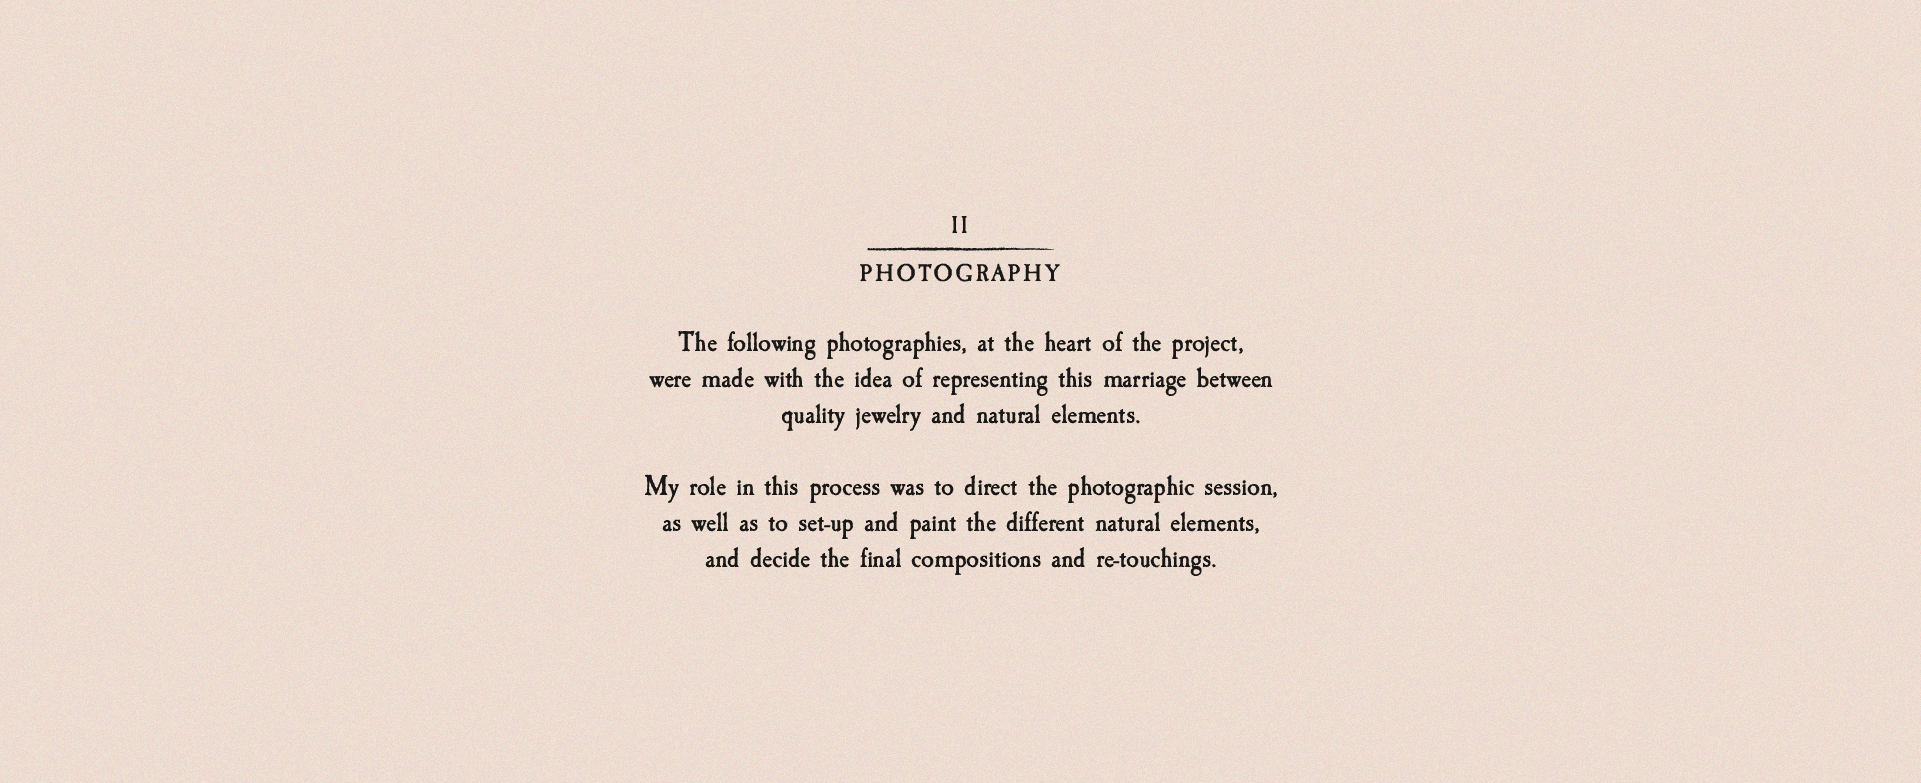 II
PHOTOGRAPHY
The following photographies, at the heart of the project,
were made with the idea of representing this marriage between
quality jewelry and natural elements.
My role in this process was to direct the photographic session,
as well as to set-up and paint the different natural elements,
and decide the final compositions and re-touchings.